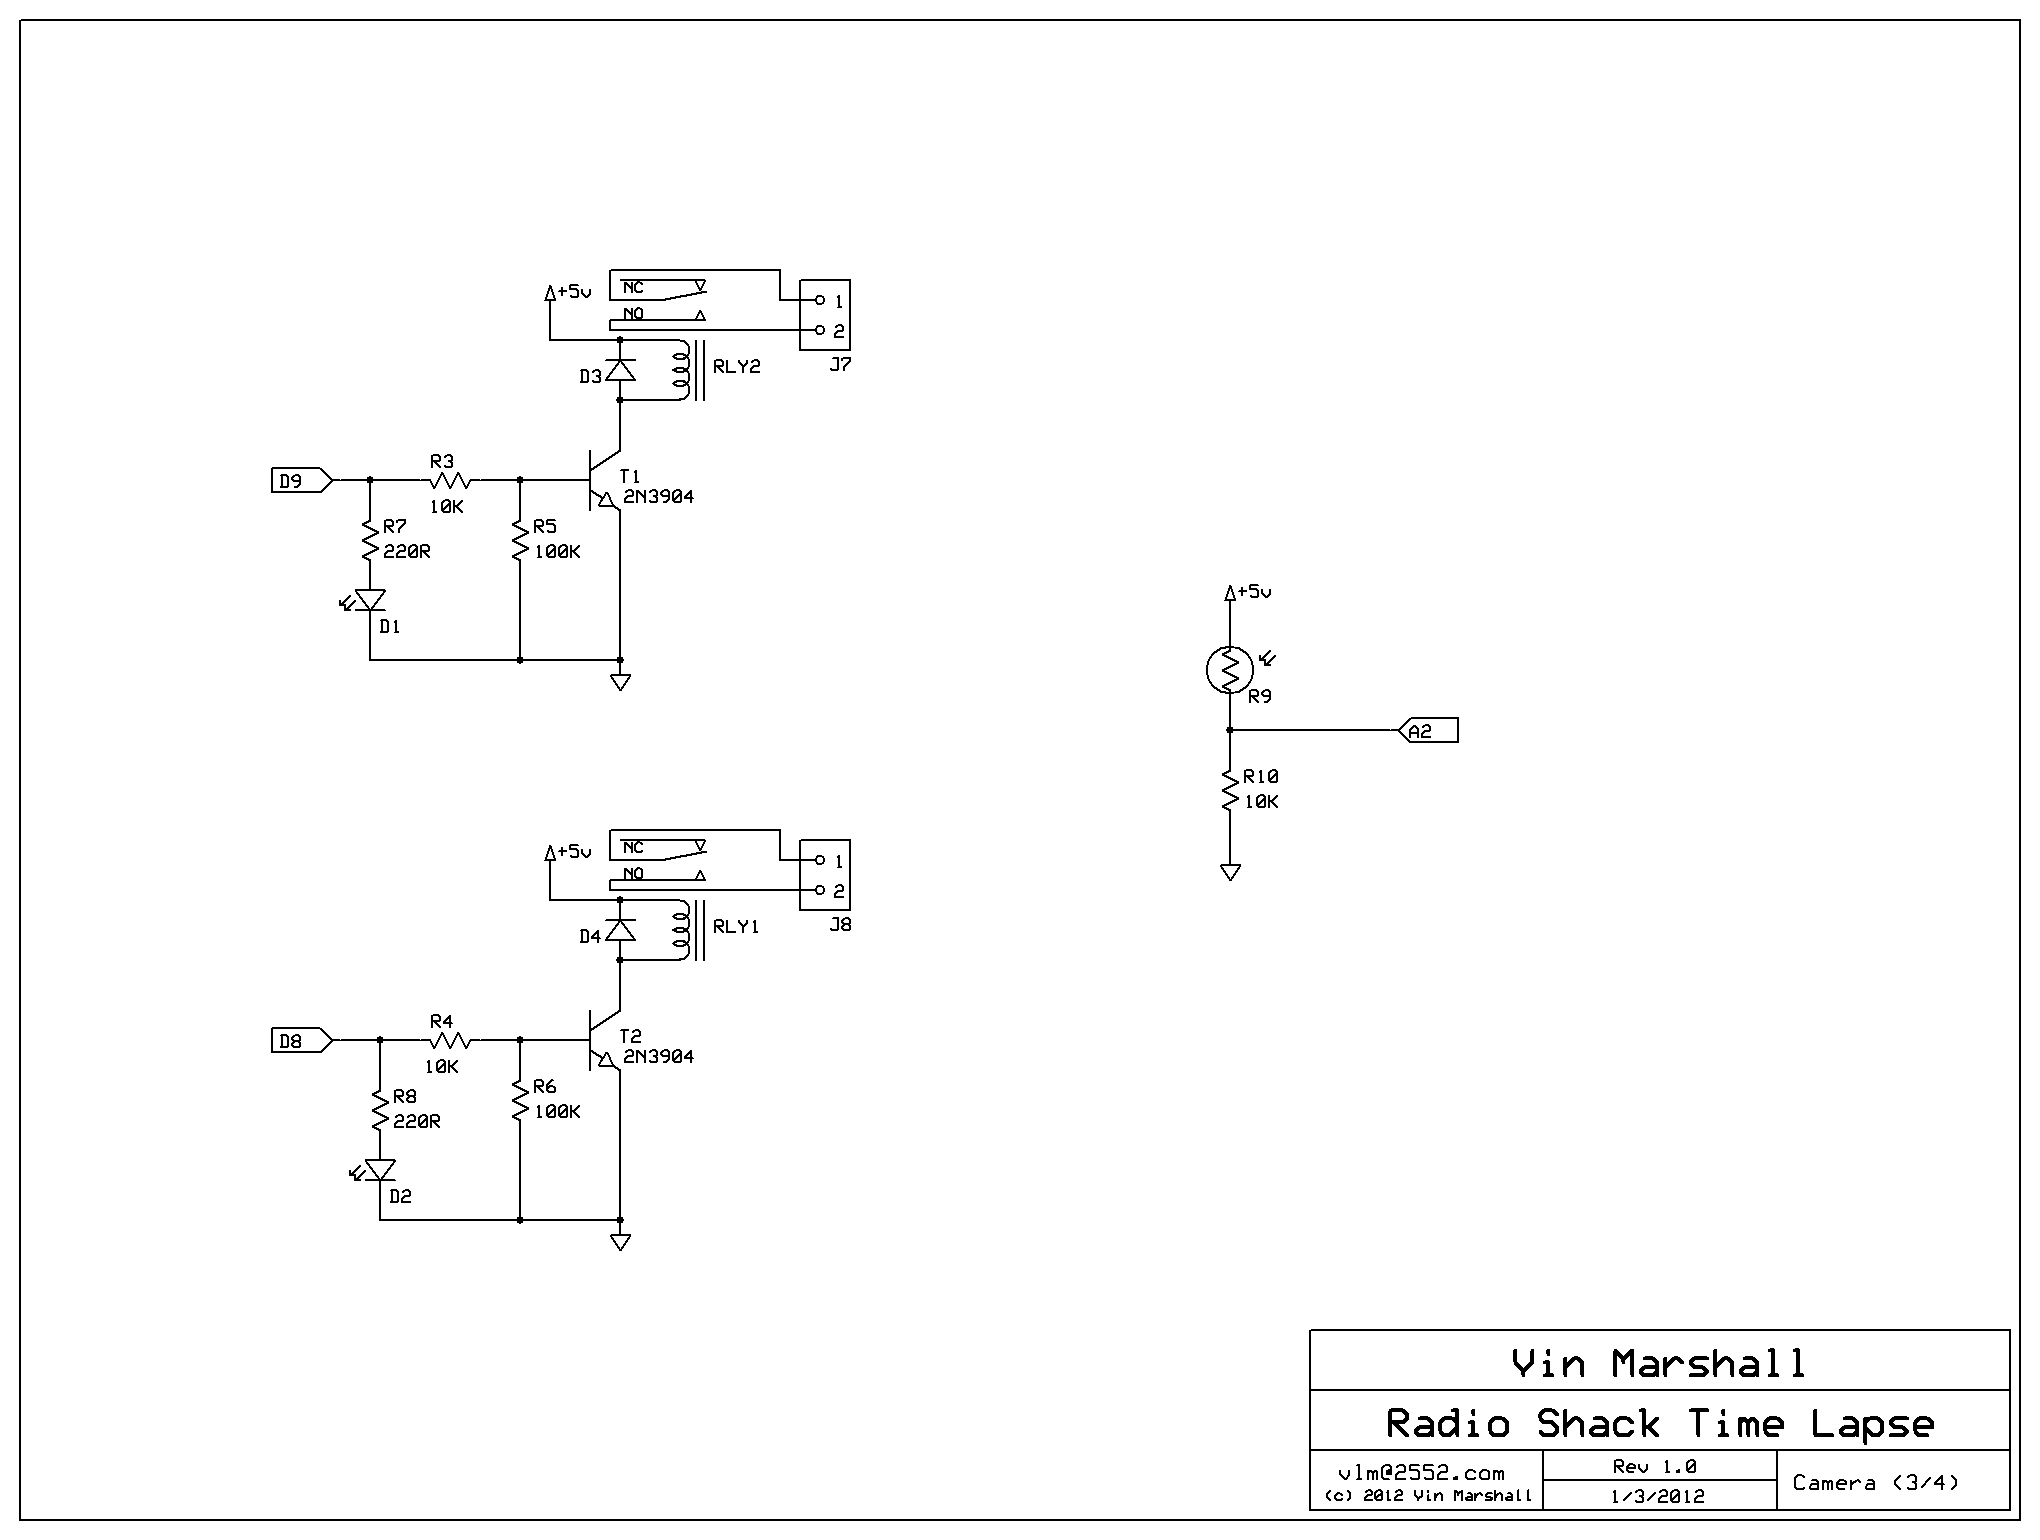 +5v
NC
NO
1
2
J7
D3
RLY2
D9
R3
10K
T1
2N3904
R7
220R
R5
100K
D1
+5v
R9
A2
R10
10K
+5v
NC
NO
1
2
J8
D4
RLY1
D8
R4
10K
T2
2N3904
R8
220R
R6
100K
D2
Vin Marshall
Radio Shack Time Lapse
vlm@2552.com
(c) 2012 Vin Marshall
Rev 1.0
1/3/2012
Camera (3/4)